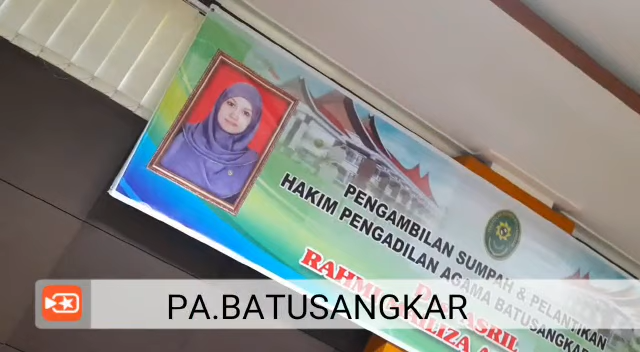 PENGAMBILAN SUMPAH & PELANTIKAN
HAKIM PENGADILAN AGAMA BATUSANGKAR
PA.BATUSANGKAR